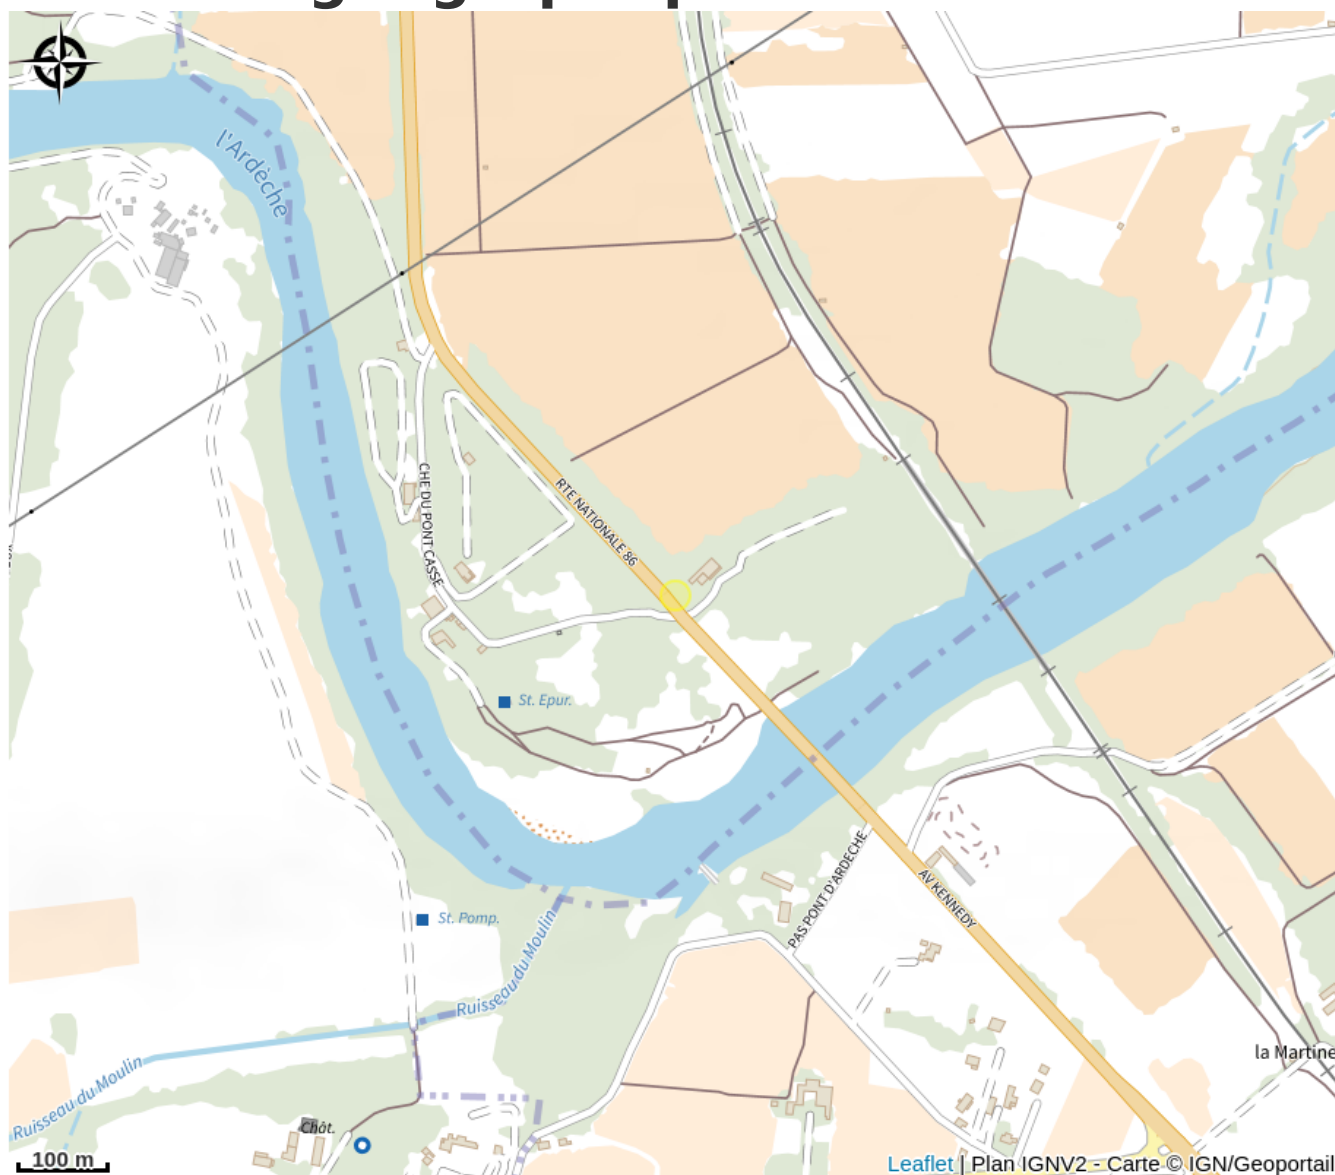 l'Ardèche
CHE DU PONT CASSE
RTE NATIONALE 86
St. Epur.
PAS PONT D'ARDECHE
AV KENNEDY
St. Pomp.
Ruisseau du Moulin
Ruisseau du Moulin
la Martine
Chât.
100 m
Leaflet | Plan IGNV2 - Carte © IGN/Geoportail